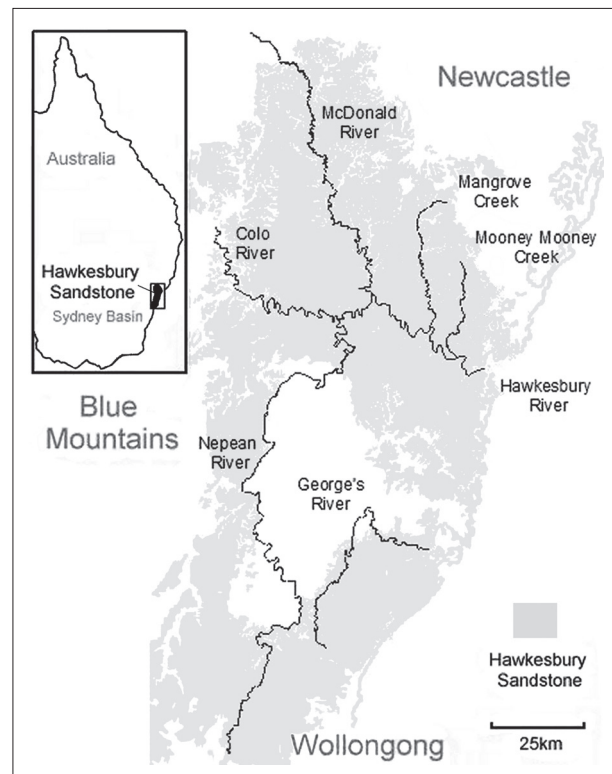 Newcastle
McDonald
River
Mangrove
Creek
Mooney Mooney
Creek
Australia
Colo
River
Hawkesbury
Sandstone
Sydney Basin
Blue
Mountains
Hawkesbury
River
Nepean
River
George's
River
Hawkesbury
Sandstone
25km
Wollongong